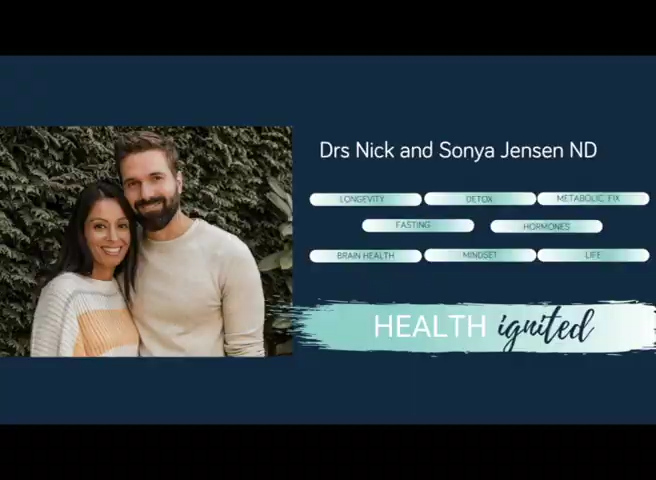 Drs Nick and Sonya Jensen ND
LONGEVITY DETOX METABOLIC FIX
FASTING HORMONES
BRAIN HEALTH MINDSET LIFE
HEALTH ignited